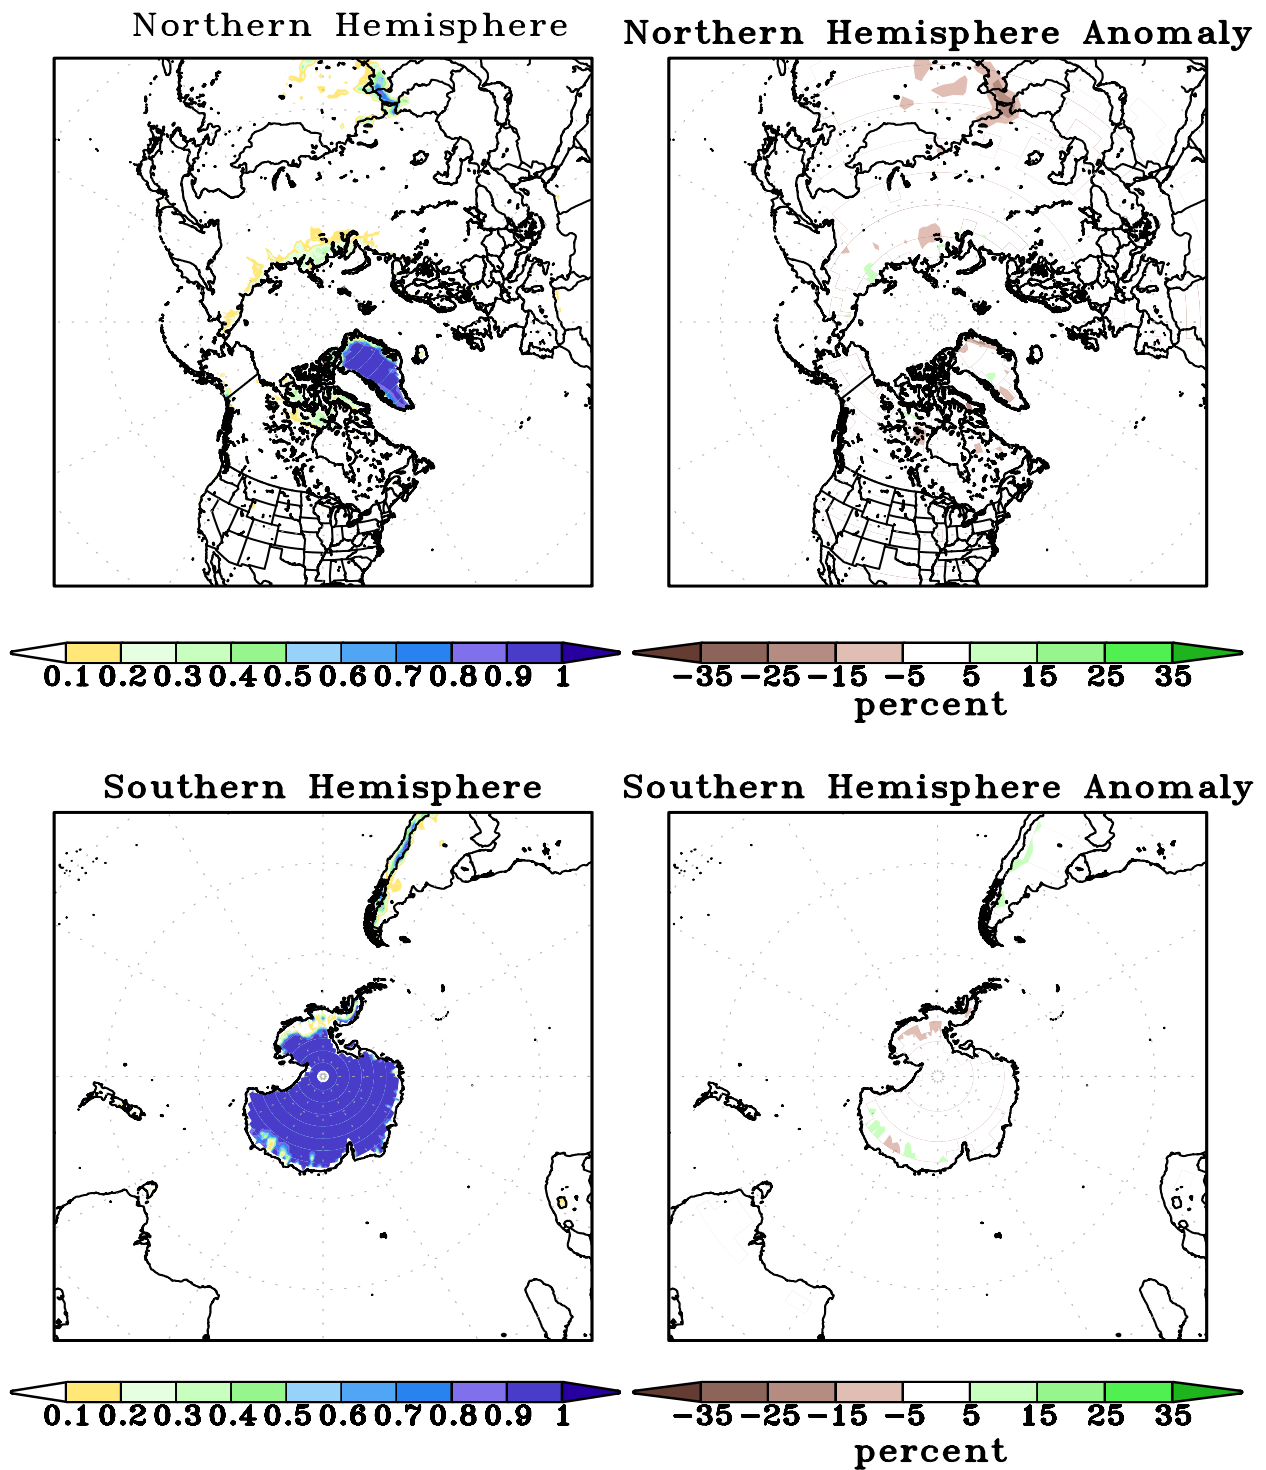 Northern Hemisphere
Northern Hemisphere Anomaly
0.1 0.2 0.3 0.4 0.5 0.6 0.7 0.8 0.9 1
-35 -25 -15 -5 5 15 25 35
percent
Southern Hemisphere
Southern Hemisphere Anomaly
0.1 0.2 0.3 0.4 0.5 0.6 0.7 0.8 0.9 1
-35 -25 -15 -5 5 15 25 35
percent